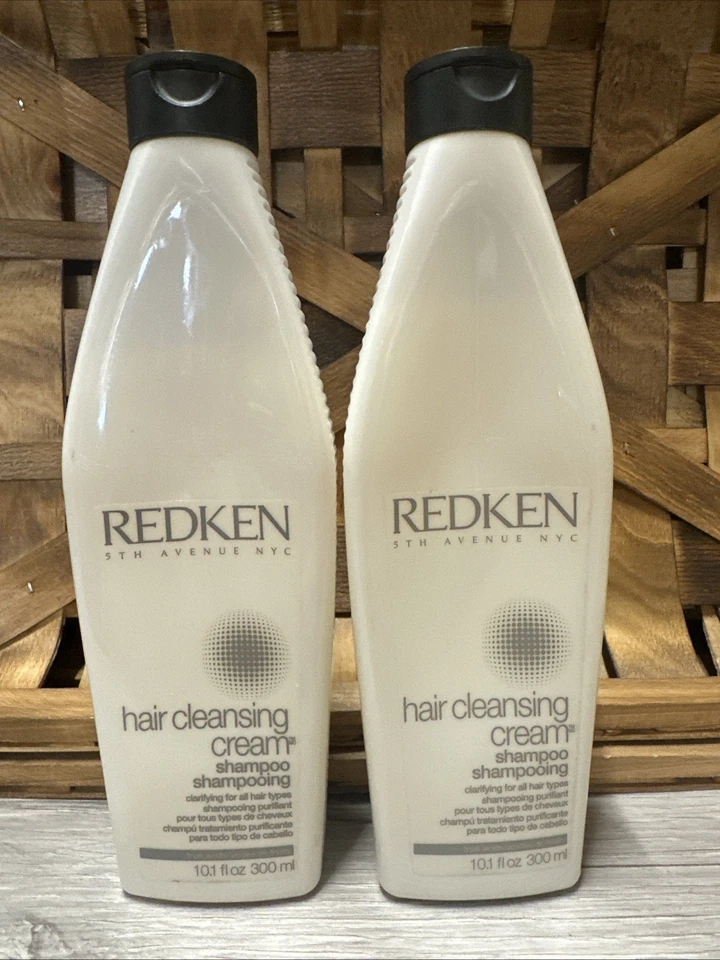 REDKEN
5TH AVENUE NYC
hair cleansing
cream
shampoo
shampooing
clarifying for all hair types
shampooing purifiant
pour tous types de cheveux
champú tratamiento purificante
para todo tipo de cabello
10.1 fl oz 300 ml
REDKEN
5TH AVENUE NYC
hair cleansing
cream
shampoo
shampooing
clarifying for all hair types
shampooing purifiant
pour tous types de cheveux
champú tratamiento purificante
para todo tipo de cabello
10.1 fl oz 300 ml